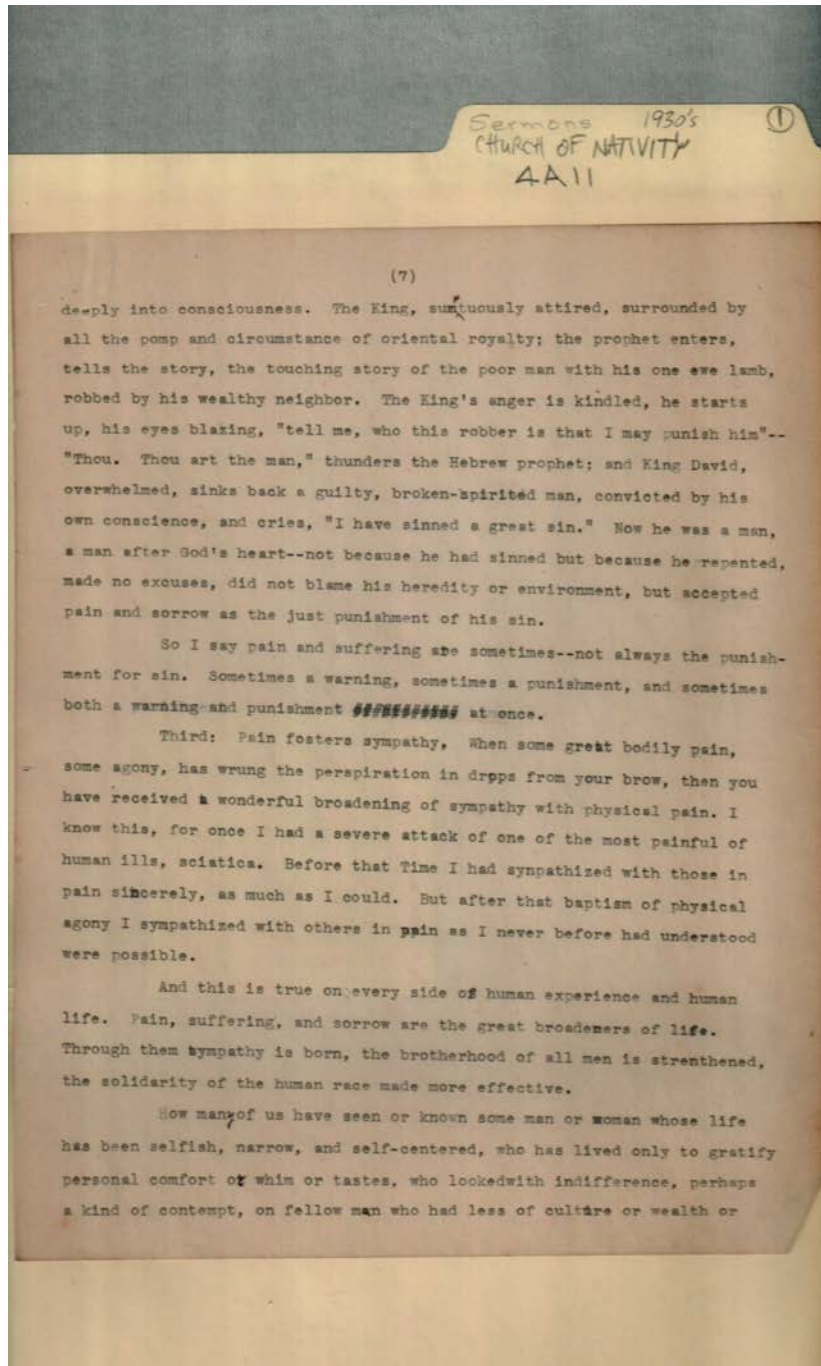 Sermons 1930's ①
CHURCH OF NATIVITY
4A11
(7)
deeply into consciousness. The King, sumptuously attired, surrounded by
all the pomp and circumstance of oriental royalty; the prophet enters,
tells the story, the touching story of the poor man with his one ewe lamb,
robbed by his wealthy neighbor. The King's anger is kindled, he starts
up, his eyes blazing, "tell me, who this robber is that I may punish him"--
"Thou. Thou art the man," thunders the Hebrew prophet; and King David,
overwhelmed, sinks back a guilty, broken-spirited man, convicted by his
own conscience, and cries, "I have sinned a great sin." Now he was a man,
a man after God's heart--not because he had sinned but because he repented,
made no excuses, did not blame his heredity or environment, but accepted
pain and sorrow as the just punishment of his sin.
So I say pain and suffering are sometimes--not always the punish-
ment for sin. Sometimes a warning, sometimes a punishment, and sometimes
both a warning and punishment at once.
Third: Pain fosters sympathy, When some great bodily pain,
some agony, has wrung the perspiration in drops from your brow, then you
have received a wonderful broadening of sympathy with physical pain. I
know this, for once I had a severe attack of one of the most painful of
human ills, sciatica. Before that Time I had synpathized with those in
pain sincerely, as much as I could. But after that baptism of physical
agony I sympathized with others in pain as I never before had understood
were possible.
And this is true on every side of human experience and human
life. Pain, suffering, and sorrow are the great broadeners of life.
Through them sympathy is born, the brotherhood of all men is strenthened,
the solidarity of the human race made more effective.
How many of us have seen or known some man or woman whose life
has been selfish, narrow, and self-centered, who has lived only to gratify
personal comfort or whim or tastes, who lookedwith indifference, perhaps
a kind of contempt, on fellow man who had less of culture or wealth or